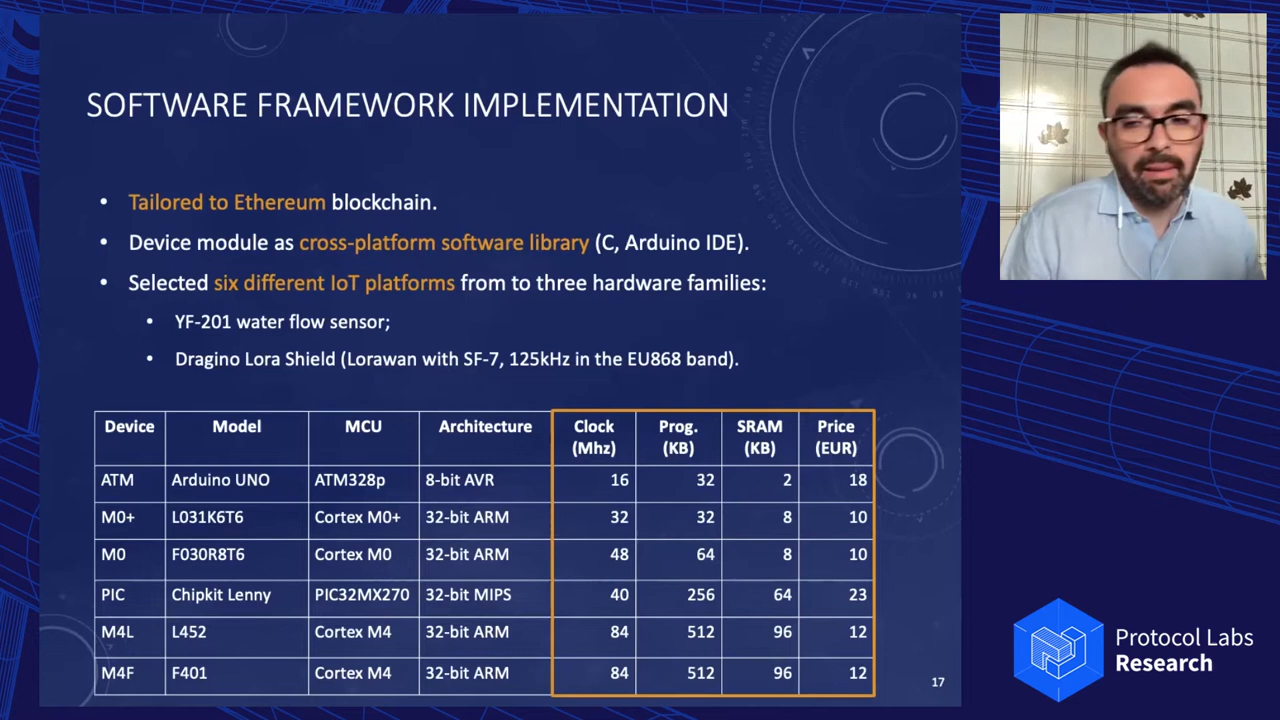 SOFTWARE FRAMEWORK IMPLEMENTATION
• Tailored to Ethereum blockchain.
• Device module as cross-platform software library (C, Arduino IDE).
• Selected six different IoT platforms from to three hardware families:
• YF-201 water flow sensor;
• Dragino Lora Shield (Lorawan with SF-7, 125kHz in the EU868 band).
Device Model MCU Architecture Clock (Mhz) Prog. (KB) SRAM (KB) Price (EUR)
ATM Arduino UNO ATM328p 8-bit AVR 16 32 2 18
M0+ L031K6T6 Cortex M0+ 32-bit ARM 32 32 8 10
M0 F030R8T6 Cortex M0 32-bit ARM 48 64 8 10
PIC Chipkit Lenny PIC32MX270 32-bit MIPS 40 256 64 23
M4L L452 Cortex M4 32-bit ARM 84 512 96 12
M4F F401 Cortex M4 32-bit ARM 84 512 96 12
17
Protocol Labs
Research